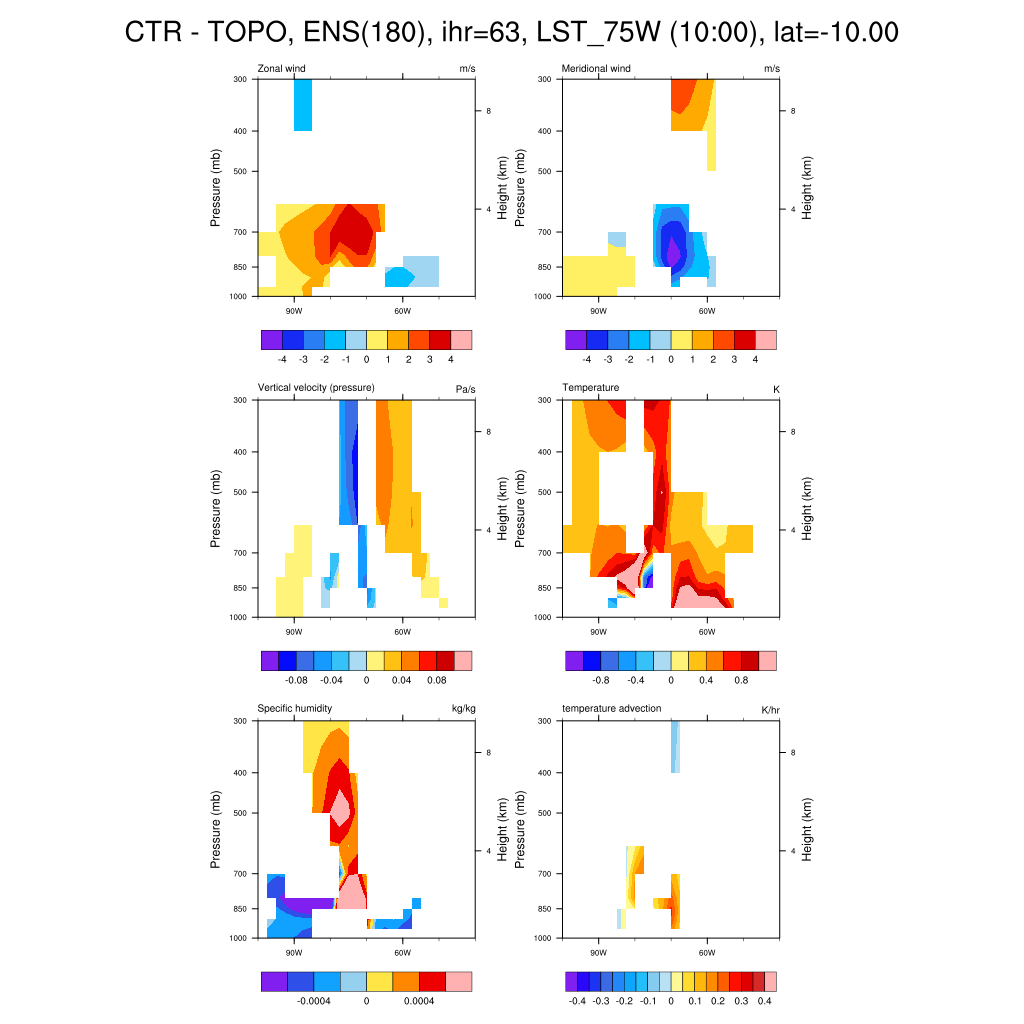 CTR - TOPO, ENS(180), ihr=63, LST_75W (10:00), lat=-10.00
Zonal wind m/s
Pressure (mb)
300
400
500
700
850
1000
90W 60W
8
4
Height (km)
-4 -3 -2 -1 0 1 2 3 4
Meridional wind m/s
Pressure (mb)
300
400
500
700
850
1000
90W 60W
8
4
Height (km)
-4 -3 -2 -1 0 1 2 3 4
Vertical velocity (pressure) Pa/s
Pressure (mb)
300
400
500
700
850
1000
90W 60W
8
4
Height (km)
-0.08 -0.04 0 0.04 0.08
Temperature K
Pressure (mb)
300
400
500
700
850
1000
90W 60W
8
4
Height (km)
-0.8 -0.4 0 0.4 0.8
Specific humidity kg/kg
Pressure (mb)
300
400
500
700
850
1000
90W 60W
8
4
Height (km)
-0.0004 0 0.0004
temperature advection K/hr
Pressure (mb)
300
400
500
700
850
1000
90W 60W
8
4
Height (km)
-0.4 -0.3 -0.2 -0.1 0 0.1 0.2 0.3 0.4